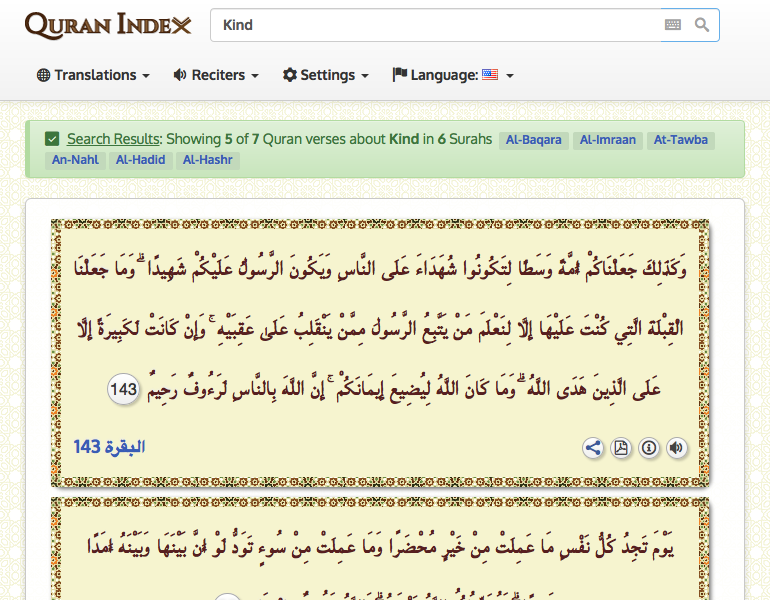 QURAN INDEX
Kind
Translations
Reciters
Settings
Language:
Search Results: Showing 5 of 7 Quran verses about Kind in 6 Surahs Al-Baqara Al-Imraan At-Tawba
An-Nahl Al-Hadid Al-Hashr
وَكَذَٰلِكَ جَعَلْنَاكُمْ أُمَّةً وَسَطًا لِتَكُونُوا شُهَدَاءَ عَلَى النَّاسِ وَيَكُونَ الرَّسُولُ عَلَيْكُمْ شَهِيدًا ۗ وَمَا جَعَلْنَا
الْقِبْلَةَ الَّتِي كُنْتَ عَلَيْهَا إِلَّا لِنَعْلَمَ مَنْ يَتَّبِعُ الرَّسُولَ مِمَّنْ يَنْقَلِبُ عَلَىٰ عَقِبَيْهِ ۚ وَإِنْ كَانَتْ لَكَبِيرَةً إِلَّا
عَلَى الَّذِينَ هَدَى اللَّهُ ۗ وَمَا كَانَ اللَّهُ لِيُضِيعَ إِيمَانَكُمْ ۚ إِنَّ اللَّهَ بِالنَّاسِ لَرَءُوفٌ رَحِيمٌ 143
البقرة 143
يَوْمَ تَجِدُ كُلُّ نَفْسٍ مَا عَمِلَتْ مِنْ خَيْرٍ مُحْضَرًا وَمَا عَمِلَتْ مِنْ سُوءٍ تَوَدُّ لَوْ أَنَّ بَيْنَهَا وَبَيْنَهُ أَمَدًا